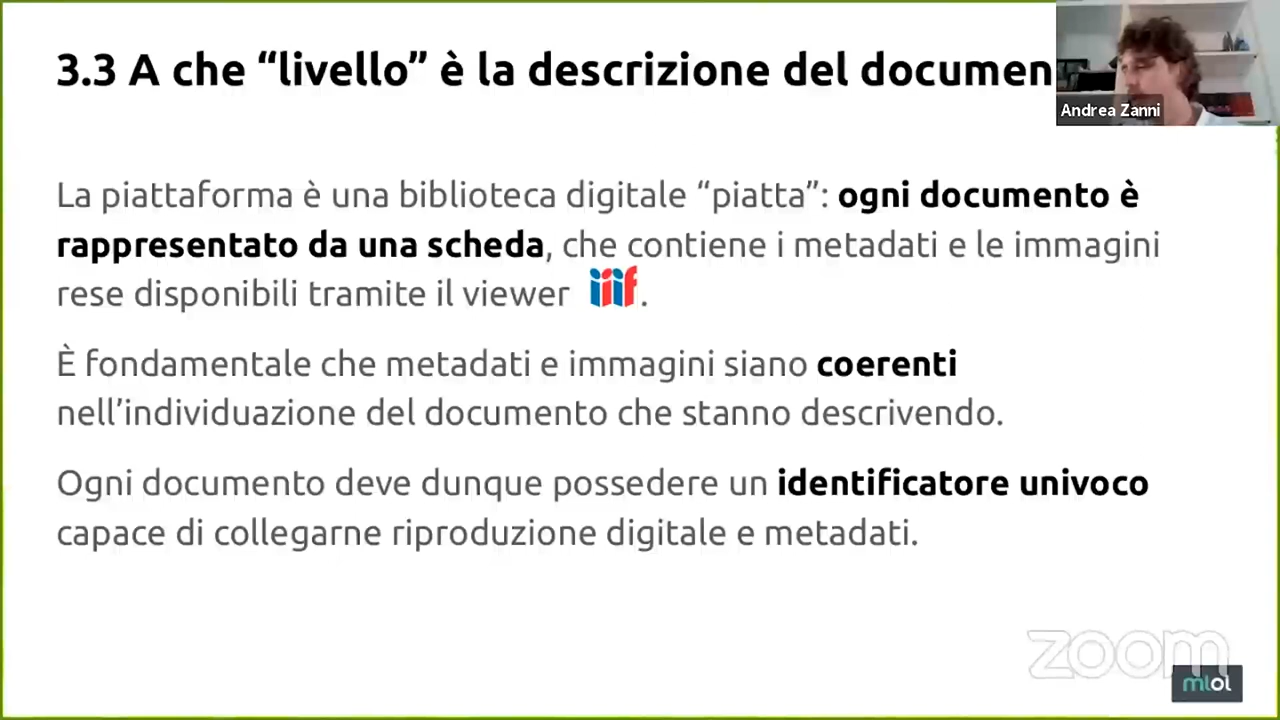 3.3 A che “livello” è la descrizione del documen
Andrea Zanni
La piattaforma è una biblioteca digitale “piatta”: ogni documento è
rappresentato da una scheda, che contiene i metadati e le immagini
rese disponibili tramite il viewer iiif.
È fondamentale che metadati e immagini siano coerenti
nell’individuazione del documento che stanno descrivendo.
Ogni documento deve dunque possedere un identificatore univoco
capace di collegarne riproduzione digitale e metadati.
zoom
mlol